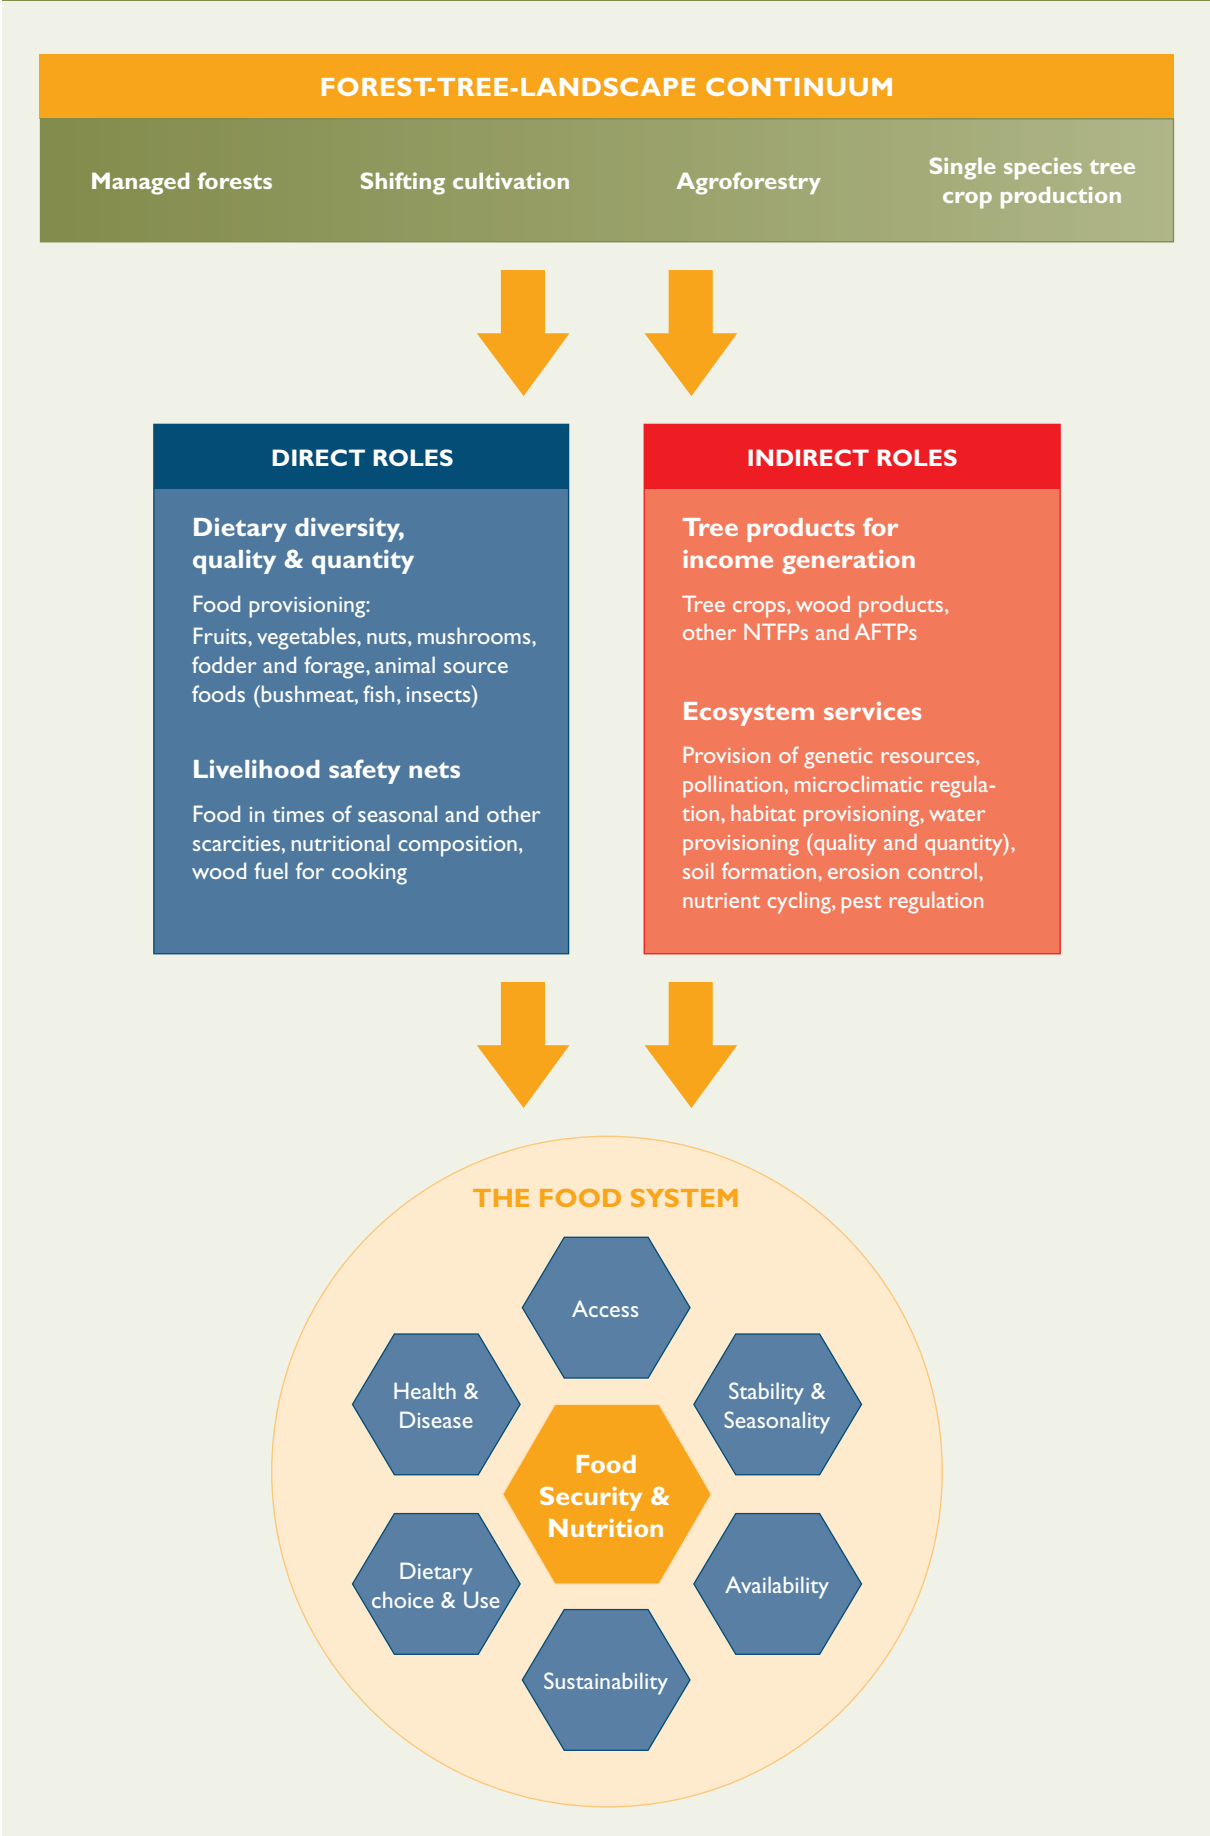 FOREST-TREE-LANDSCAPE CONTINUUM
Managed forests
Shifting cultivation
Agroforestry
Single species tree
crop production
DIRECT ROLES
Dietary diversity,
quality & quantity
Food provisioning:
Fruits, vegetables, nuts, mushrooms,
fodder and forage, animal source
foods (bushmeat, fish, insects)
Livelihood safety nets
Food in times of seasonal and other
scarcities, nutritional composition,
wood fuel for cooking
INDIRECT ROLES
Tree products for
income generation
Tree crops, wood products,
other NTFPs and AFTPs
Ecosystem services
Provision of genetic resources,
pollination, microclimatic regula-
tion, habitat provisioning, water
provisioning (quality and quantity),
soil formation, erosion control,
nutrient cycling, pest regulation
THE FOOD SYSTEM
Access
Health &
Disease
Stability &
Seasonality
Food
Security &
Nutrition
Dietary
choice & Use
Availability
Sustainability